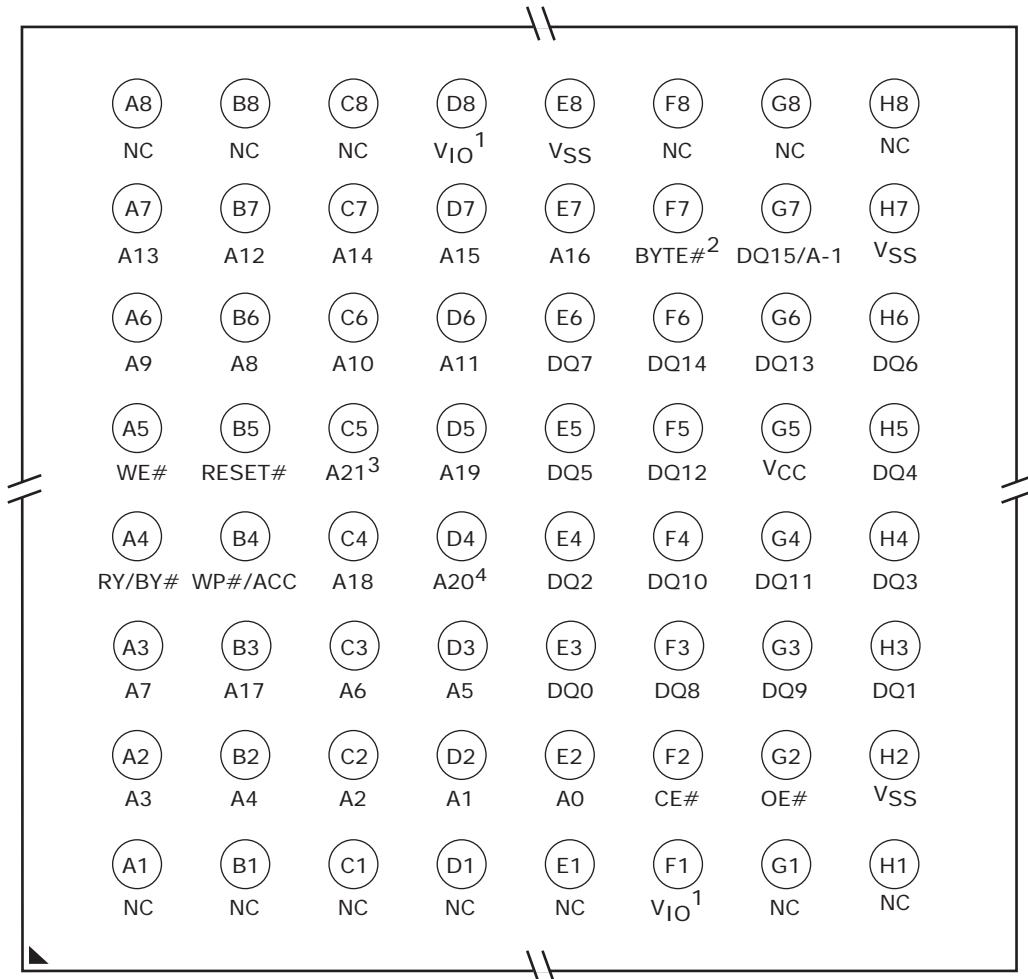 A8 B8 C8 D8 E8 F8 G8 H8
NC NC NC VIO1 VSS NC NC NC
A7 B7 C7 D7 E7 F7 G7 H7
A13 A12 A14 A15 A16 BYTE#2 DQ15/A-1 VSS
A6 B6 C6 D6 E6 F6 G6 H6
A9 A8 A10 A11 DQ7 DQ14 DQ13 DQ6
A5 B5 C5 D5 E5 F5 G5 H5
WE# RESET# A213 A19 DQ5 DQ12 VCC DQ4
A4 B4 C4 D4 E4 F4 G4 H4
RY/BY# WP#/ACC A18 A204 DQ2 DQ10 DQ11 DQ3
A3 B3 C3 D3 E3 F3 G3 H3
A7 A17 A6 A5 DQ0 DQ8 DQ9 DQ1
A2 B2 C2 D2 E2 F2 G2 H2
A3 A4 A2 A1 A0 CE# OE# VSS
A1 B1 C1 D1 E1 F1 G1 H1
NC NC NC NC NC VIO1 NC NC